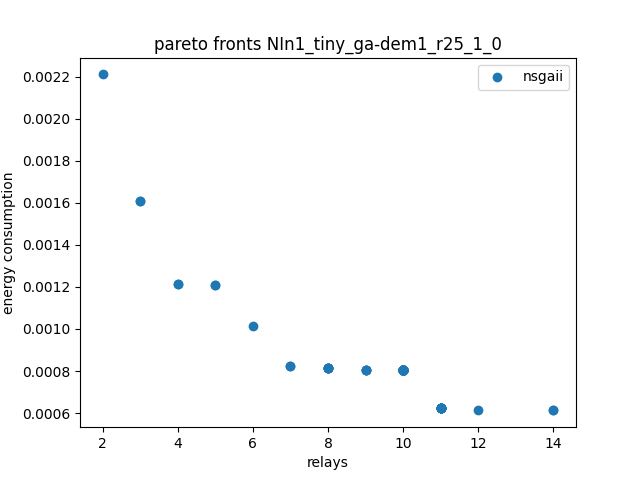 pareto fronts NIn1_tiny_ga-dem1_r25_1_0
nsgaii
0.0022
0.0020
0.0018
0.0016
0.0014
0.0012
0.0010
0.0008
0.0006
energy consumption
2 4 6 8 10 12 14
relays